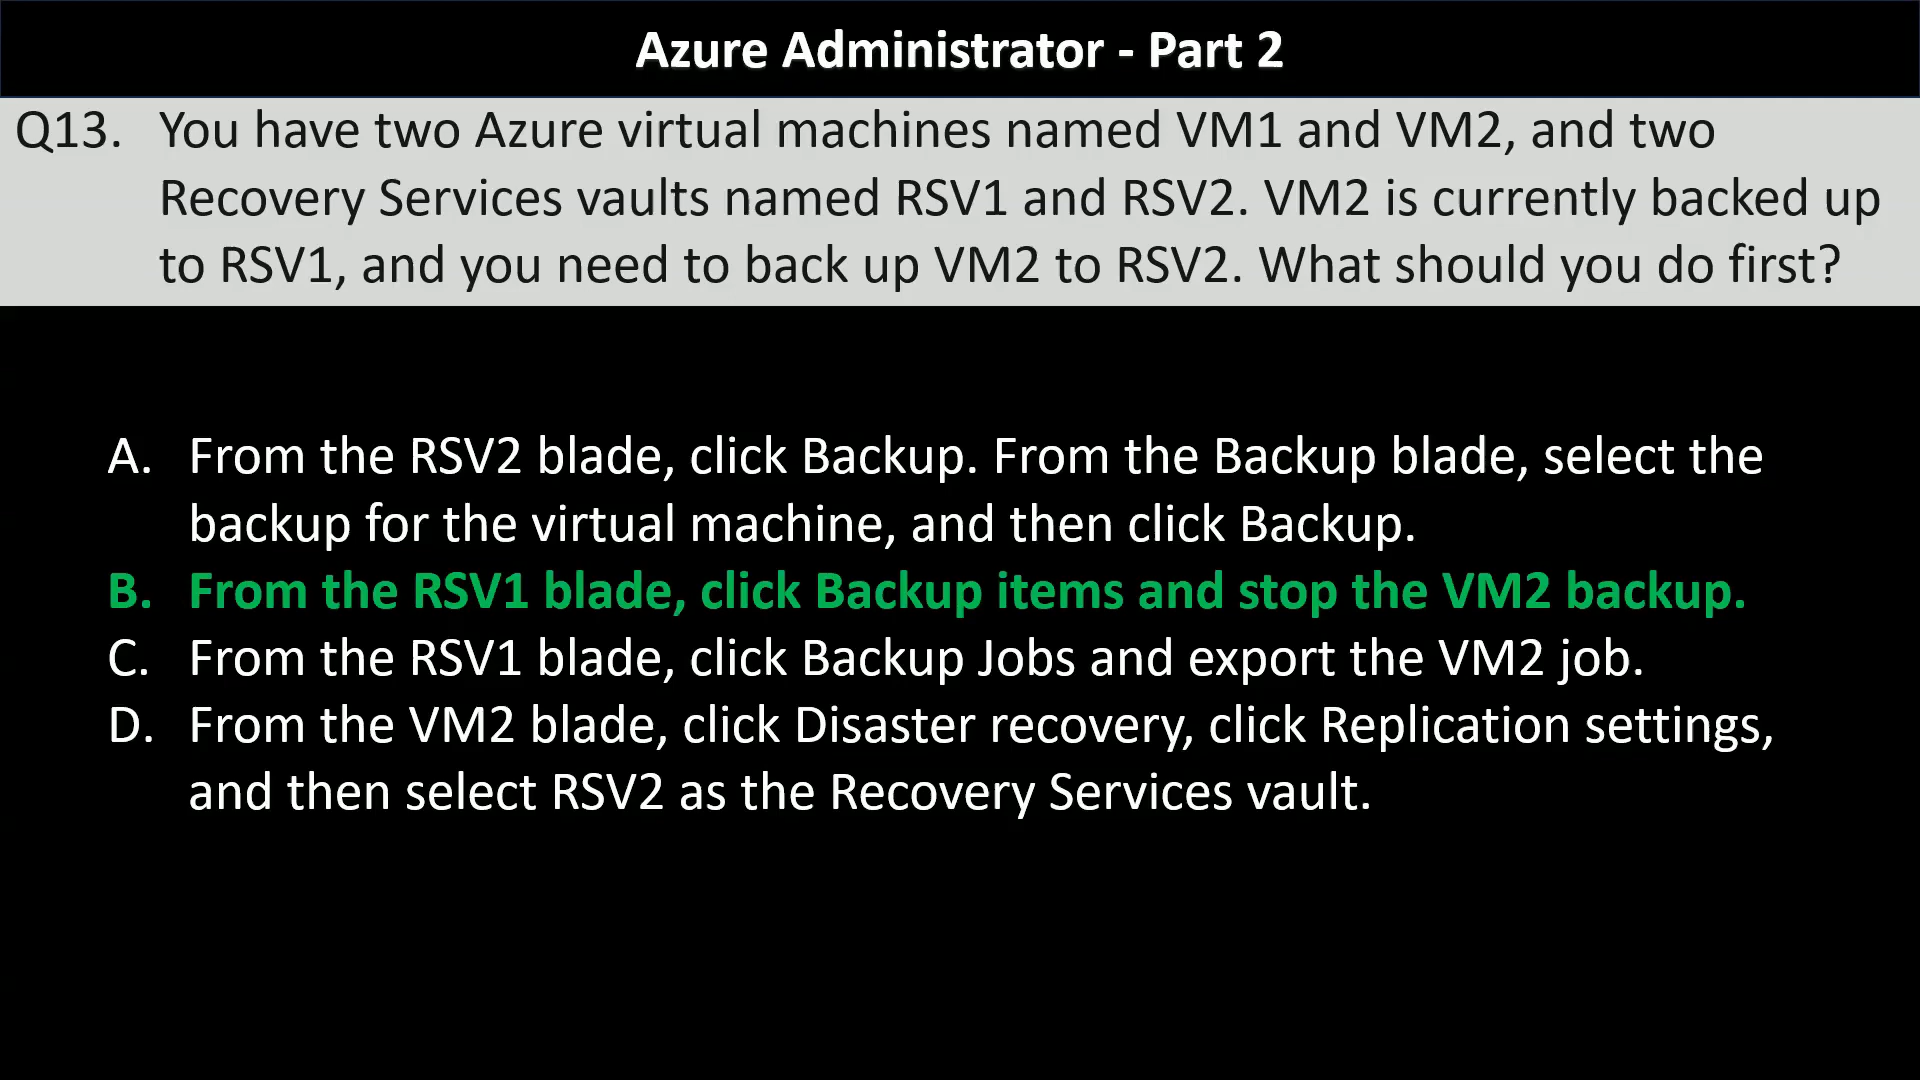 Azure Administrator - Part 2
Q13. You have two Azure virtual machines named VM1 and VM2, and two
Recovery Services vaults named RSV1 and RSV2. VM2 is currently backed up
to RSV1, and you need to back up VM2 to RSV2. What should you do first?
A. From the RSV2 blade, click Backup. From the Backup blade, select the
backup for the virtual machine, and then click Backup.
B. From the RSV1 blade, click Backup items and stop the VM2 backup.
C. From the RSV1 blade, click Backup Jobs and export the VM2 job.
D. From the VM2 blade, click Disaster recovery, click Replication settings,
and then select RSV2 as the Recovery Services vault.